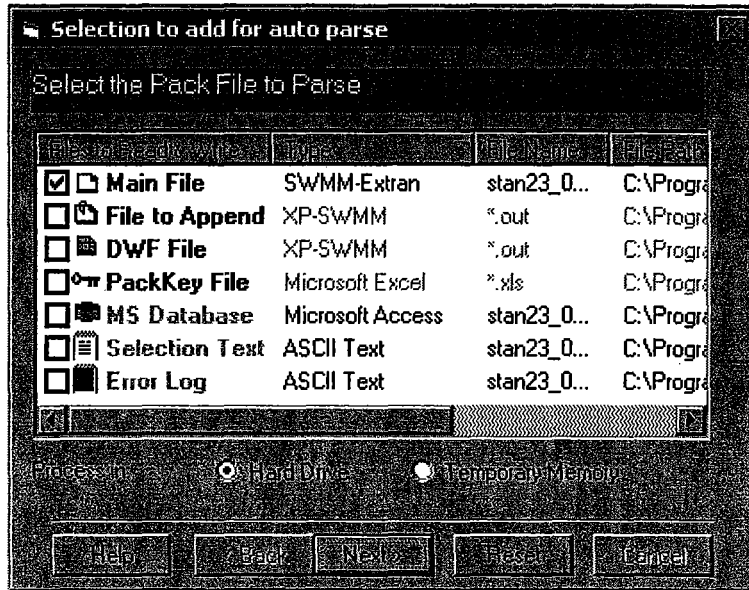 Selection to add for auto parse
Select the Pack File to Parse
File to Read/Write Type File Name File Path
Main File SWMM-Extran stan23_0... C:\Progra
File to Append XP-SWMM *.out C:\Progra
DWF File XP-SWMM *.out C:\Progra
PackKey File Microsoft Excel *.xls C:\Progra
MS Database Microsoft Access stan23_0... C:\Progra
Selection Text ASCII Text stan23_0... C:\Progra
Error Log ASCII Text stan23_0... C:\Progra
Process In Hard Drive Temporary Memory
Help Back Next > Reset Cancel